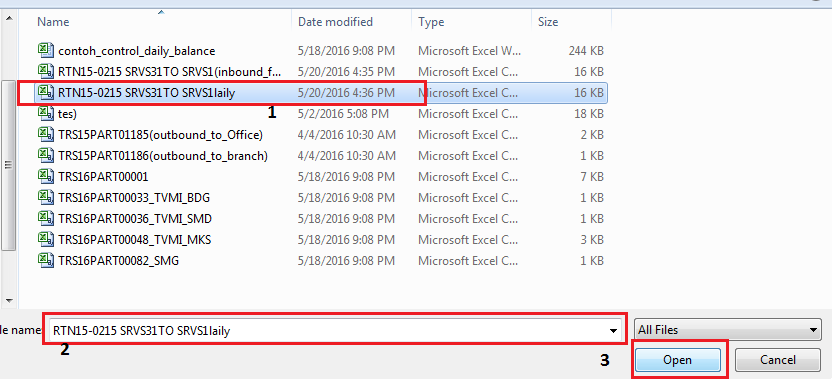 Name Date modified Type Size
contoh_control_daily_balance 5/18/2016 9:08 PM Microsoft Excel W... 244 KB
RTN15-0215 SRVS31TO SRVS1(inbound_f... 5/20/2016 4:35 PM Microsoft Excel C... 16 KB
RTN15-0215 SRVS31TO SRVS1laily 5/20/2016 4:36 PM Microsoft Excel C... 16 KB
1
tes) 5/2/2016 5:08 PM Microsoft Excel C... 18 KB
TRS15PART01185(outbound_to_Office) 4/4/2016 10:30 AM Microsoft Excel C... 2 KB
TRS15PART01186(outbound_to_branch) 4/4/2016 10:30 AM Microsoft Excel C... 1 KB
TRS16PART00001 5/18/2016 9:08 PM Microsoft Excel C... 7 KB
TRS16PART00033_TVMI_BDG 5/18/2016 9:08 PM Microsoft Excel C... 1 KB
TRS16PART00036_TVMI_SMD 5/18/2016 9:08 PM Microsoft Excel C... 1 KB
TRS16PART00048_TVMI_MKS 5/18/2016 9:08 PM Microsoft Excel C... 3 KB
TRS16PART00082_SMG 5/18/2016 9:08 PM Microsoft Excel C... 1 KB
le name: RTN15-0215 SRVS31TO SRVS1laily All Files
2
3 Open Cancel